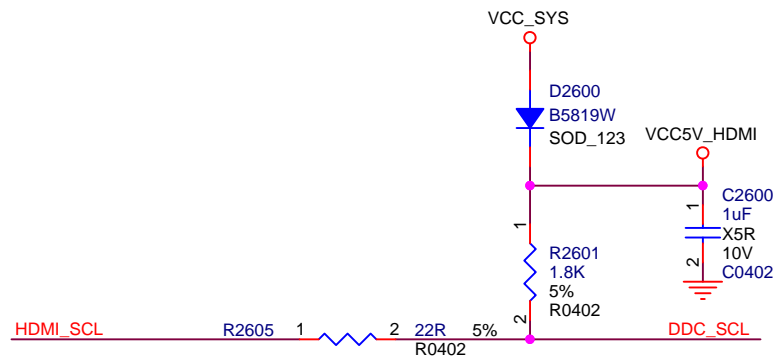 VCC_SYS
D2600
B5819W
SOD_123
VCC5V_HDMI
1
C2600
1uF
X5R
10V
C0402
2
1
R2601
1.8K
5%
R0402
2
HDMI_SCL
R2605
1
2
22R
5%
R0402
DDC_SCL